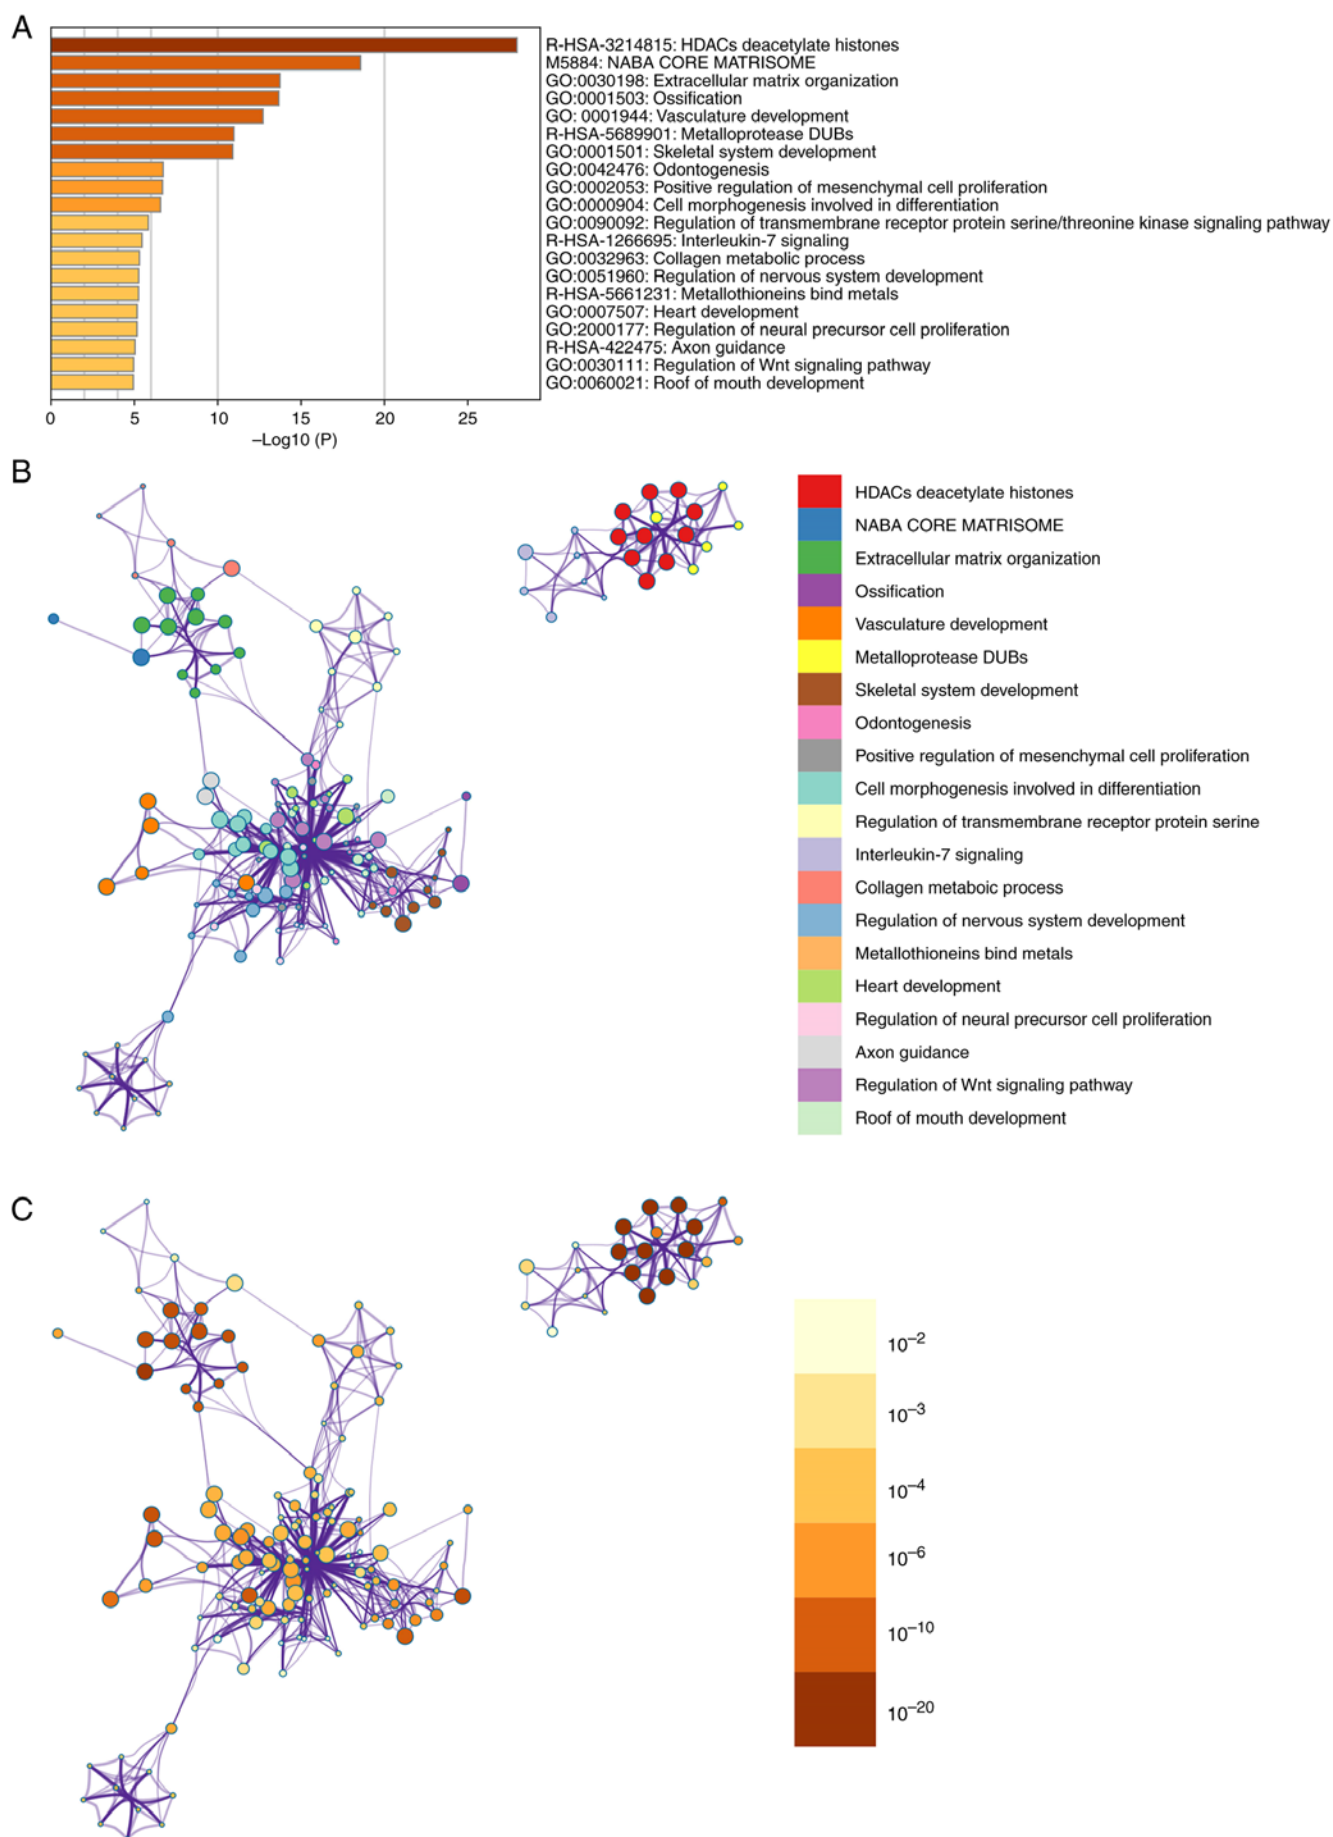 A
R-HSA-3214815: HDACs deacetylate histones
M5884: NABA CORE MATRISOME
GO:0030198: Extracellular matrix organization
GO:0001503: Ossification
GO: 0001944: Vasculature development
R-HSA-5689901: Metalloprotease DUBs
GO:0001501: Skeletal system development
GO:0042476: Odontogenesis
GO:0002053: Positive regulation of mesenchymal cell proliferation
GO:0000904: Cell morphogenesis involved in differentiation
GO:0090092: Regulation of transmembrane receptor protein serine/threonine kinase signaling pathway
R-HSA-1266695: Interleukin-7 signaling
GO:0032963: Collagen metabolic process
GO:0051960: Regulation of nervous system development
R-HSA-5661231: Metallothioneins bind metals
GO:0007507: Heart development
GO:2000177: Regulation of neural precursor cell proliferation
R-HSA-422475: Axon guidance
GO:0030111: Regulation of Wnt signaling pathway
GO:0060021: Roof of mouth development
0 5 10 15 20 25
–Log10 (P)
B
HDACs deacetylate histones
NABA CORE MATRISOME
Extracellular matrix organization
Ossification
Vasculature development
Metalloprotease DUBs
Skeletal system development
Odontogenesis
Positive regulation of mesenchymal cell proliferation
Cell morphogenesis involved in differentiation
Regulation of transmembrane receptor protein serine
Interleukin-7 signaling
Collagen metaboic process
Regulation of nervous system development
Metallothioneins bind metals
Heart development
Regulation of neural precursor cell proliferation
Axon guidance
Regulation of Wnt signaling pathway
Roof of mouth development
C
10⁻²
10⁻³
10⁻⁴
10⁻⁶
10⁻¹⁰
10⁻²⁰